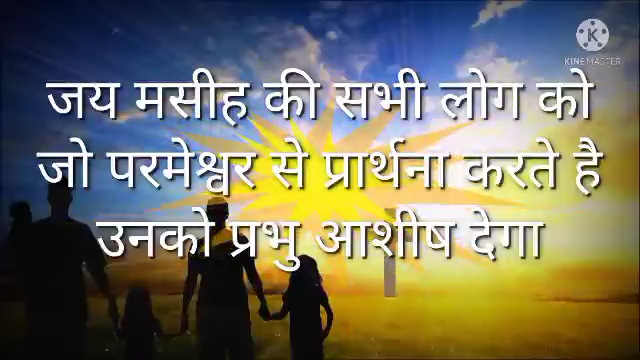 KINEMASTER
जय मसीह की सभी लोग को
जो परमेश्वर से प्रार्थना करते है
उनको प्रभु आशीष देगा